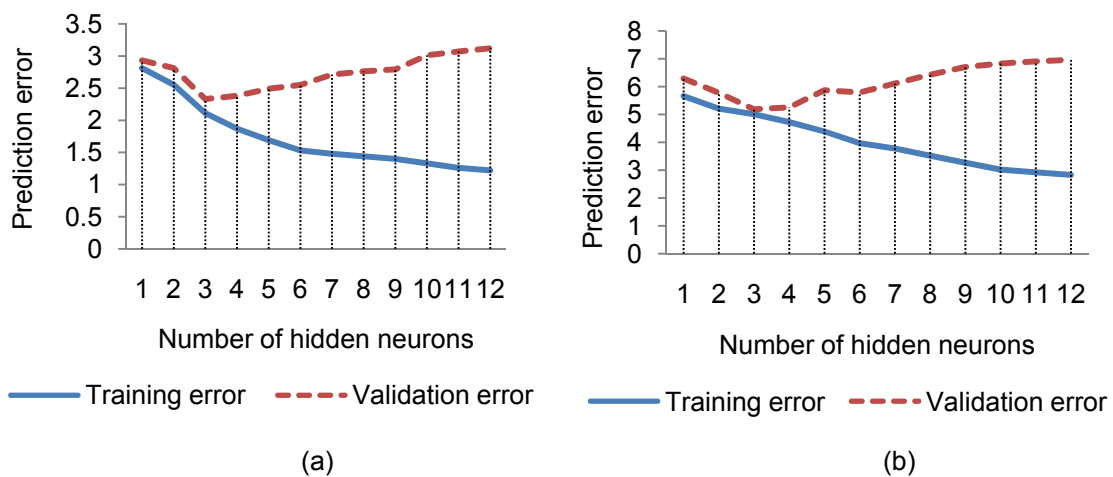 Prediction error
3.5
3
2.5
2
1.5
1
0.5
0
1 2 3 4 5 6 7 8 9 10 11 12
Number of hidden neurons
Training error Validation error
(a)
Prediction error
8
7
6
5
4
3
2
1
0
1 2 3 4 5 6 7 8 9 10 11 12
Number of hidden neurons
Training error Validation error
(b)